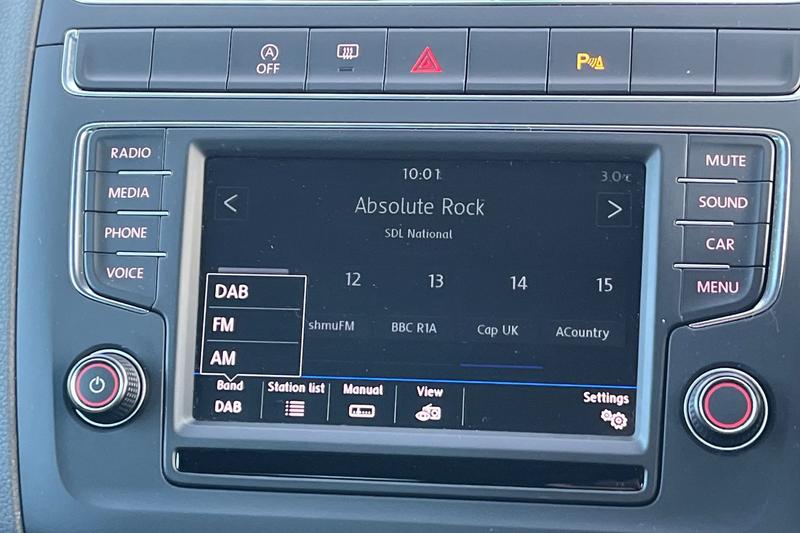 A
OFF
P
RADIO
MEDIA
PHONE
VOICE
10:01
3.0°C
<
Absolute Rock
>
SDL National
12 13 14 15
shmuFM BBC R1A Cap UK ACountry
DAB
FM
AM
Band Station list Manual View Settings
DAB
MUTE
SOUND
CAR
MENU